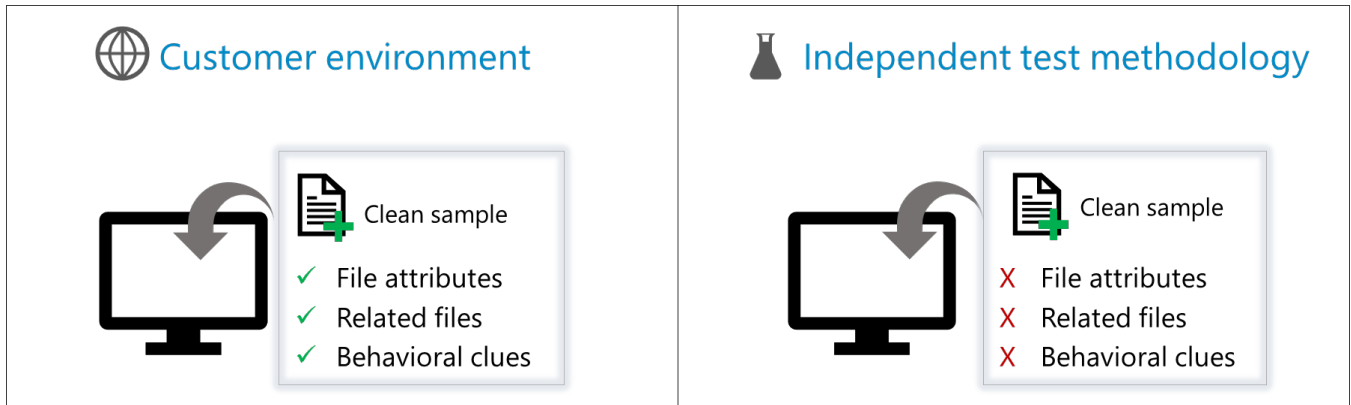 Customer environment
Clean sample
✓ File attributes
✓ Related files
✓ Behavioral clues
Independent test methodology
Clean sample
X File attributes
X Related files
X Behavioral clues